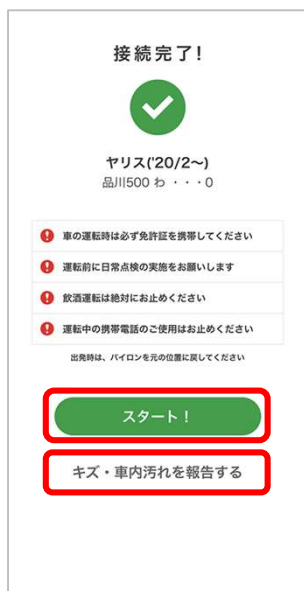 接続完了!
ヤリス('20/2〜)
品川500 わ ・・・0
車の運転時は必ず免許証を携帯してください
運転前に日常点検の実施をお願いします
飲酒運転は絶対にお止めください
運転中の携帯電話のご使用はお止めください
出発時は、パイロンを元の位置に戻してください
スタート！
キズ・車内汚れを報告する